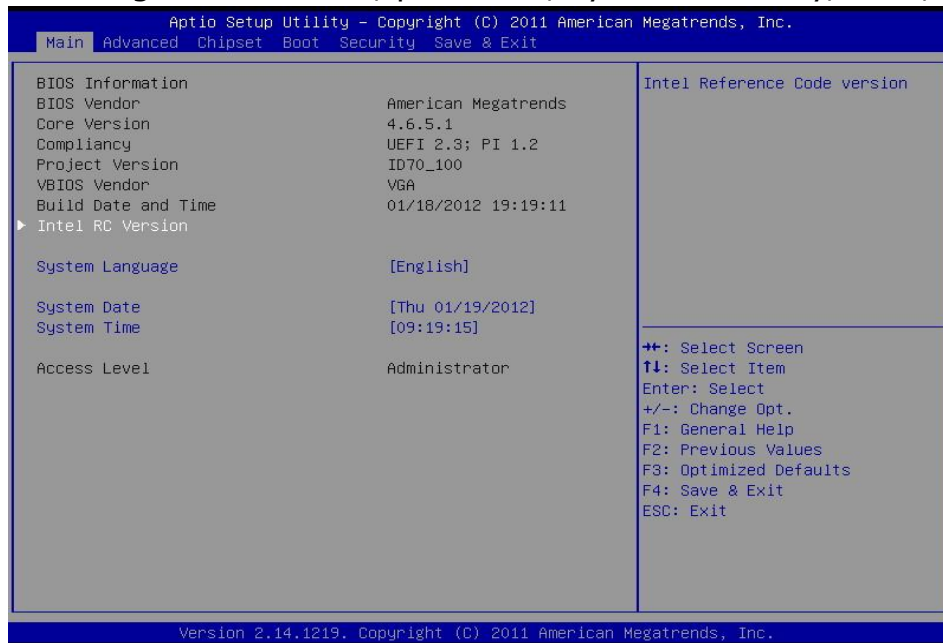 Aptio Setup Utility – Copyright (C) 2011 American Megatrends, Inc.
Main Advanced Chipset Boot Security Save & Exit
BIOS Information
BIOS Vendor American Megatrends
Core Version 4.6.5.1
Compliancy UEFI 2.3; PI 1.2
Project Version ID70_100
VBIOS Vendor VGA
Build Date and Time 01/18/2012 19:19:11
▶ Intel RC Version
System Language [English]
System Date [Thu 01/19/2012]
System Time [09:19:15]
Access Level Administrator
Intel Reference Code version
→←: Select Screen
↑↓: Select Item
Enter: Select
+/-: Change Opt.
F1: General Help
F2: Previous Values
F3: Optimized Defaults
F4: Save & Exit
ESC: Exit
Version 2.14.1219. Copyright (C) 2011 American Megatrends, Inc.